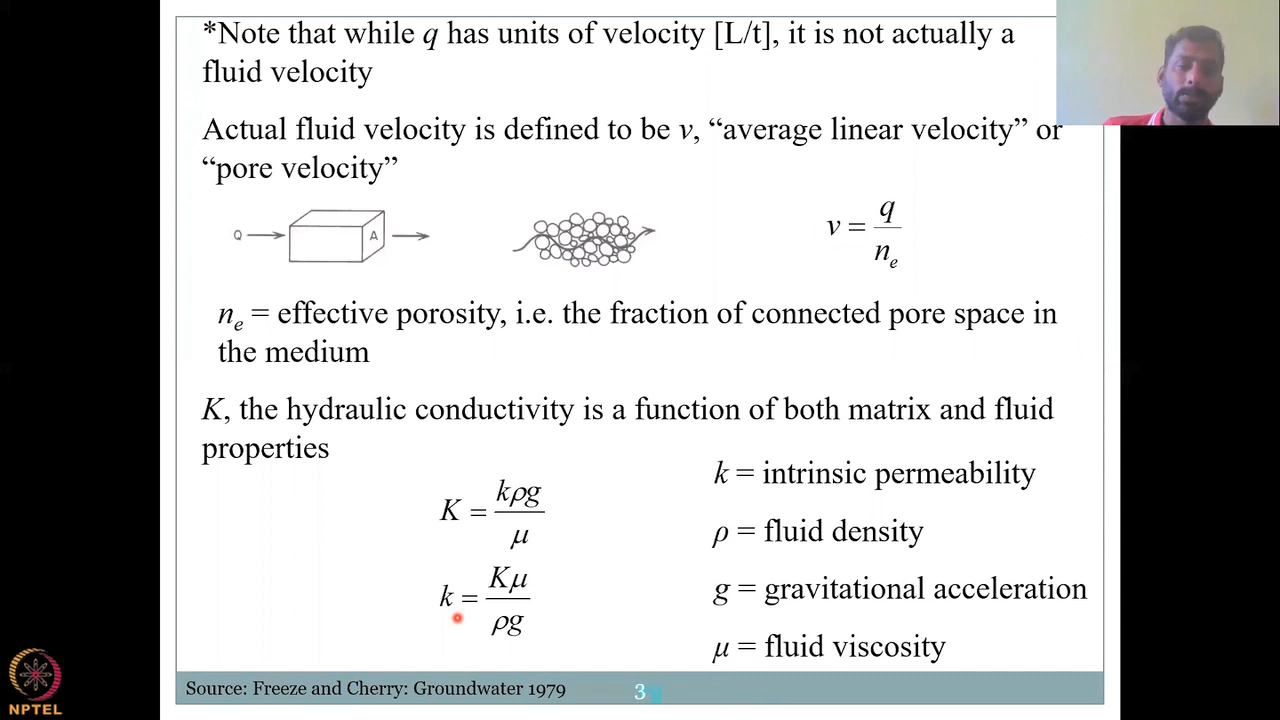 *Note that while q has units of velocity [L/t], it is not actually a
fluid velocity
Actual fluid velocity is defined to be v, “average linear velocity” or
“pore velocity”
Q
A
v = q / nₑ
nₑ = effective porosity, i.e. the fraction of connected pore space in
the medium
K, the hydraulic conductivity is a function of both matrix and fluid
properties
K = kρg / μ
k = Kμ / ρg
k = intrinsic permeability
ρ = fluid density
g = gravitational acceleration
μ = fluid viscosity
Source: Freeze and Cherry: Groundwater 1979
3
NPTEL